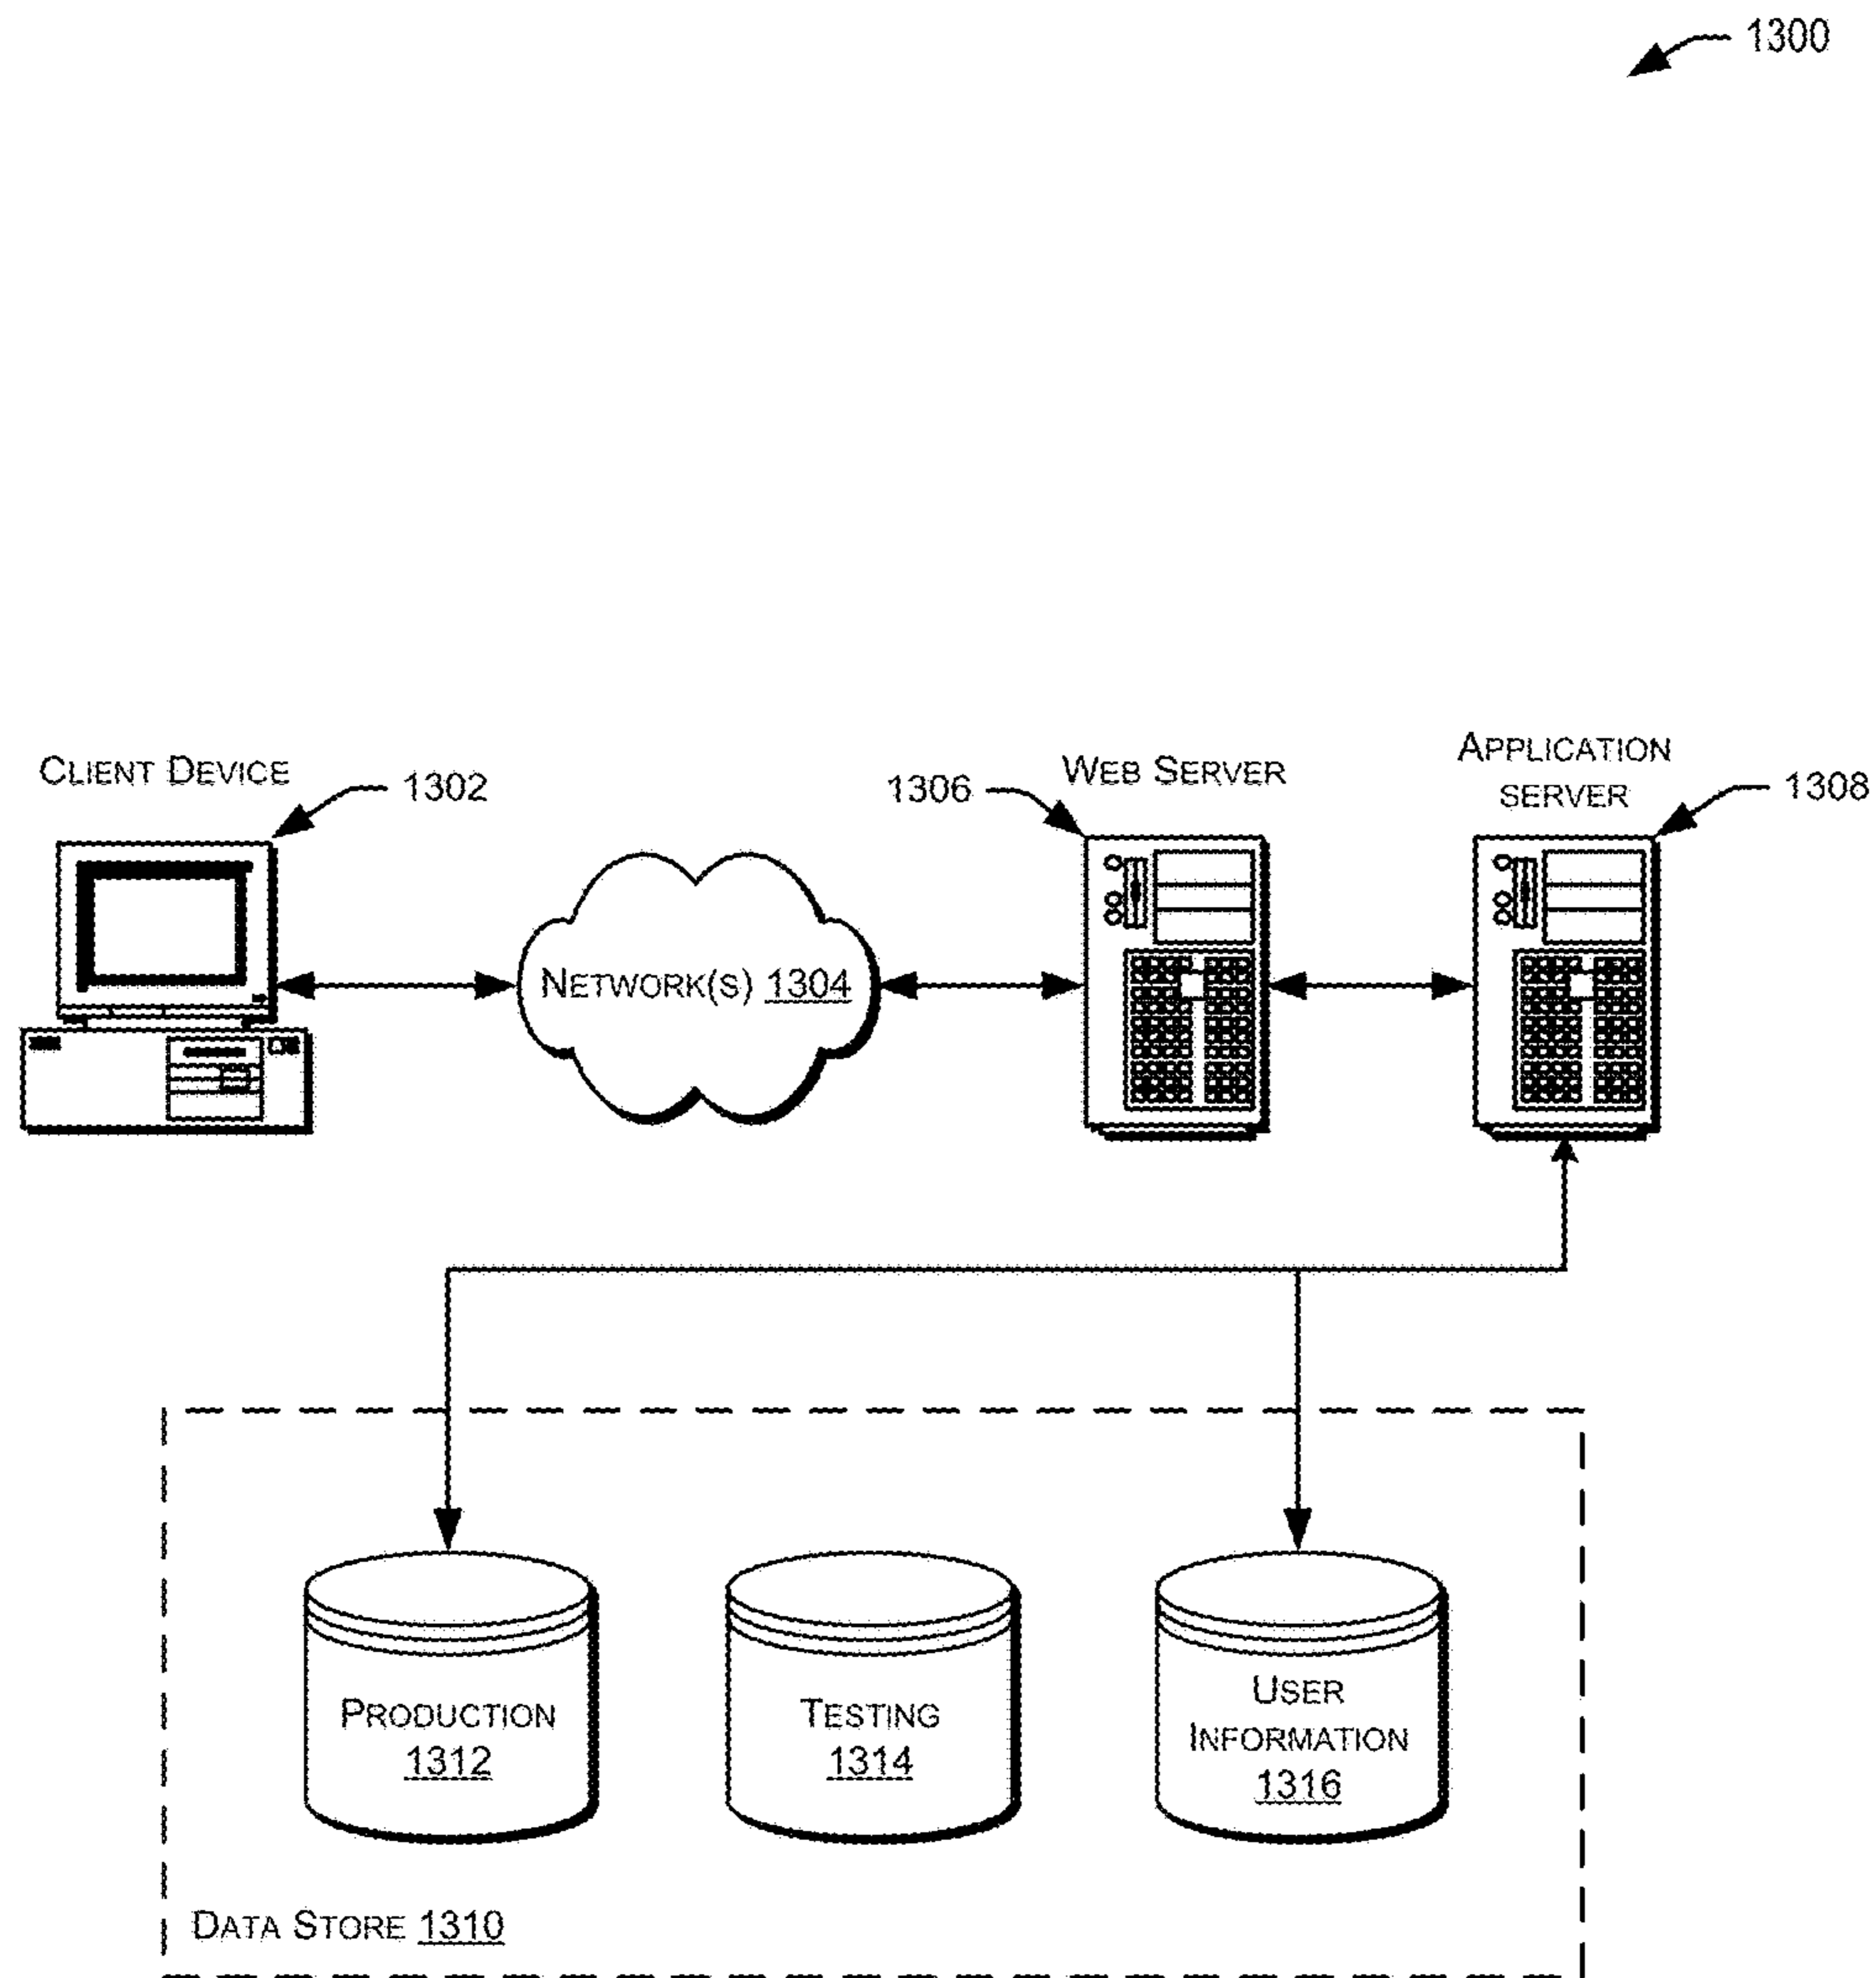 1300
CLIENT DEVICE
1302
1306
WEB SERVER
APPLICATION
SERVER
1308
NETWORK(S) 1304
PRODUCTION
1312
TESTING
1314
USER
INFORMATION
1316
DATA STORE 1310